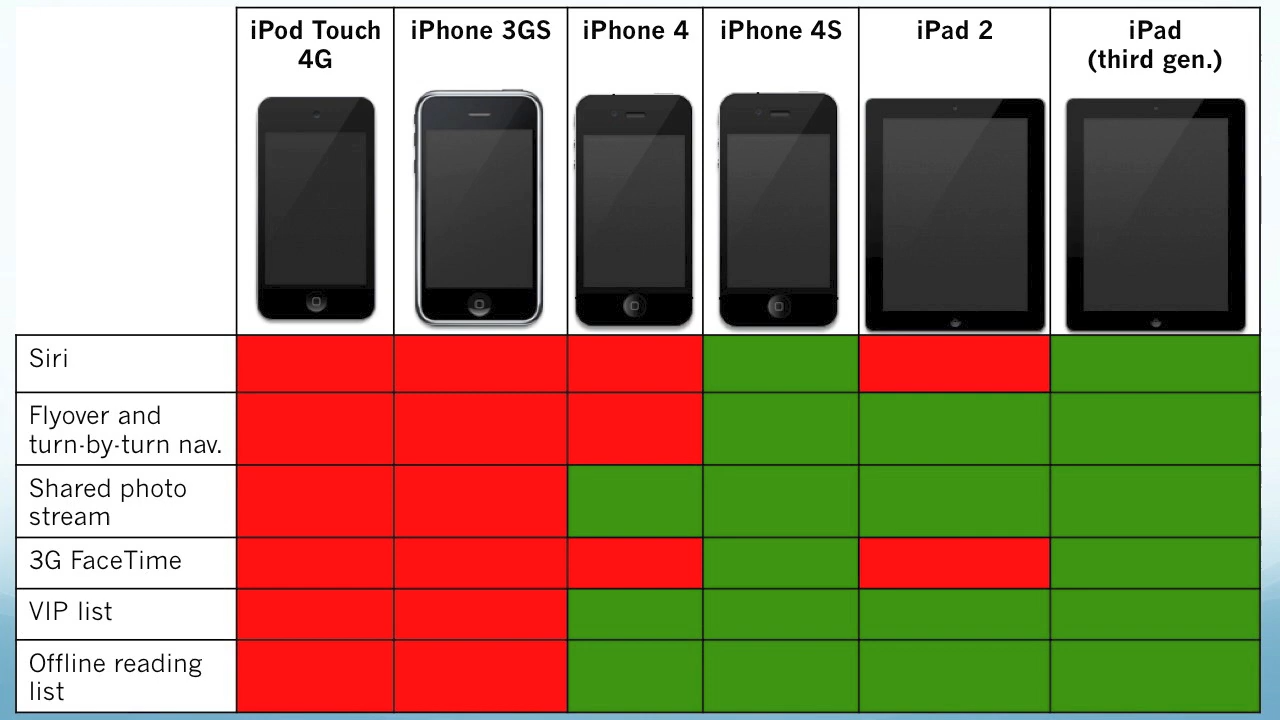 iPod Touch
4G
iPhone 3GS
iPhone 4
iPhone 4S
iPad 2
iPad
(third gen.)
Siri
Flyover and
turn-by-turn nav.
Shared photo
stream
3G FaceTime
VIP list
Offline reading
list